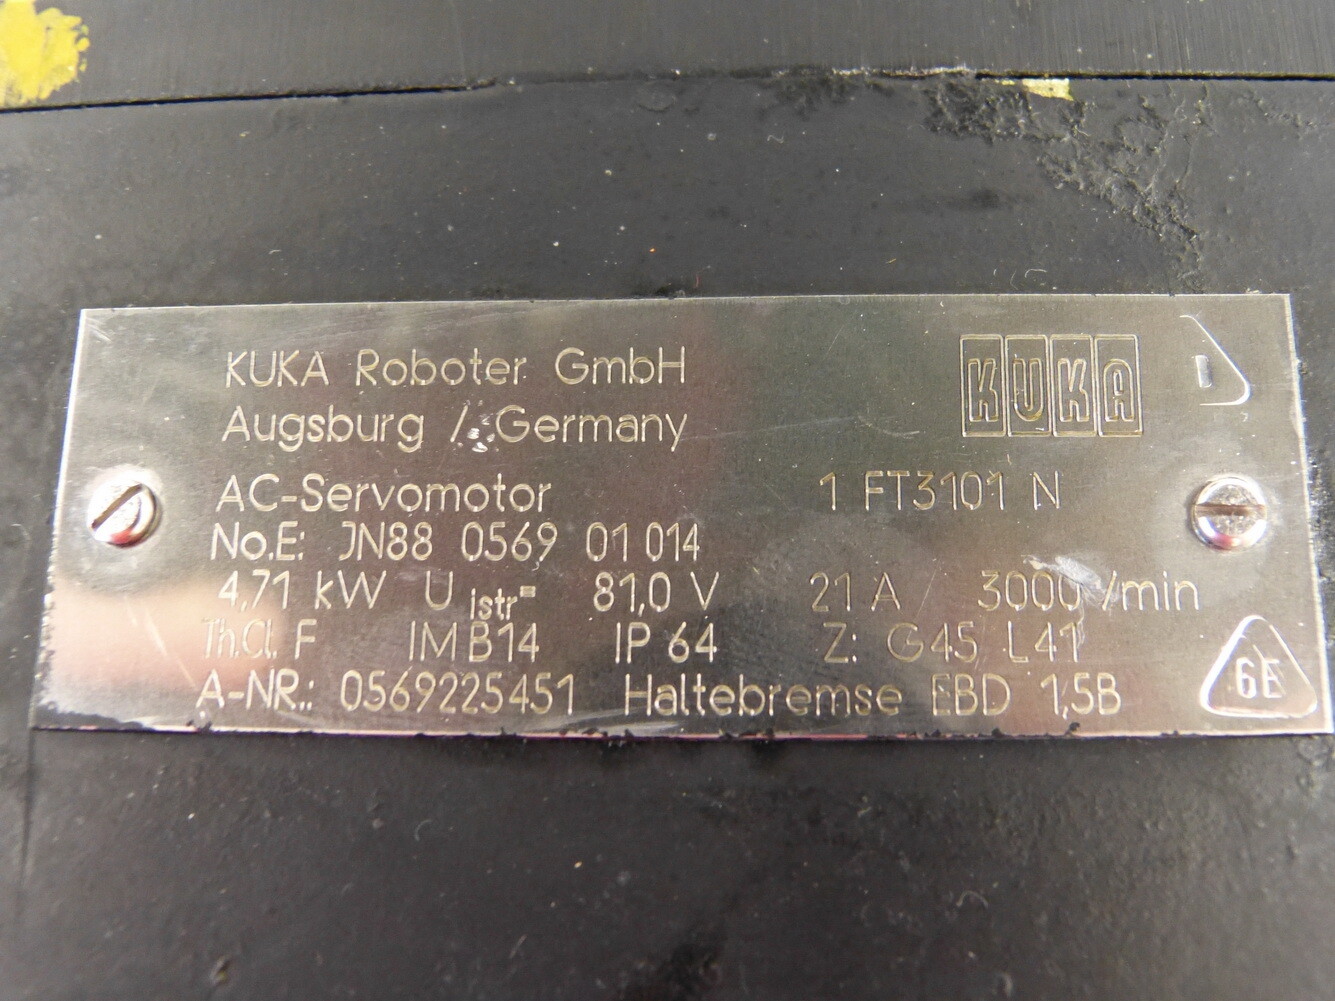 KUKA Roboter GmbH
KUKA
Augsburg / Germany
AC-Servomotor 1 FT3101 N
No.E: JN88 0569 01 014
4,71 kW U istr= 81,0 V 21 A 3000 /min
Th.Cl. F IM B14 IP 64 Z: G45 L41
A-NR.: 0569225451 Haltebremse EBD 1,5B
6E